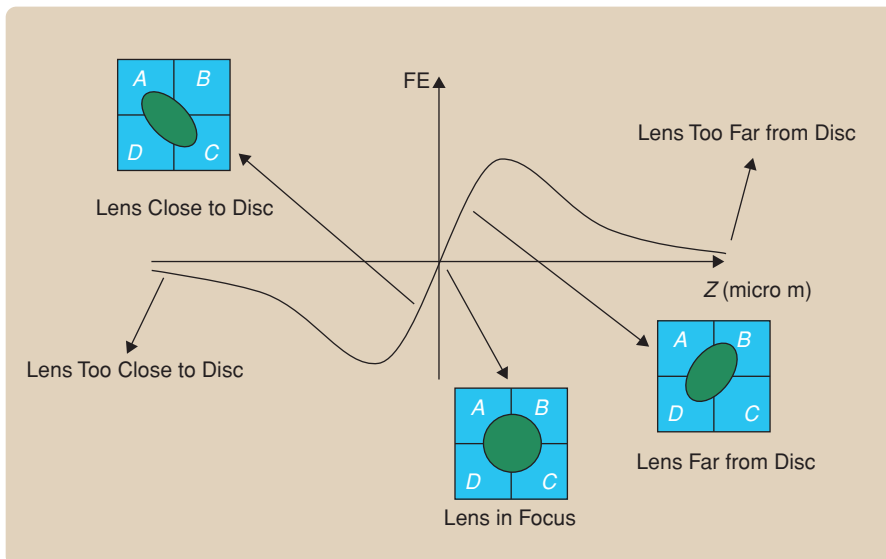 A B
D C
Lens Close to Disc
FE
Lens Too Far from Disc
Z (micro m)
Lens Too Close to Disc
A B
D C
Lens in Focus
A B
D C
Lens Far from Disc